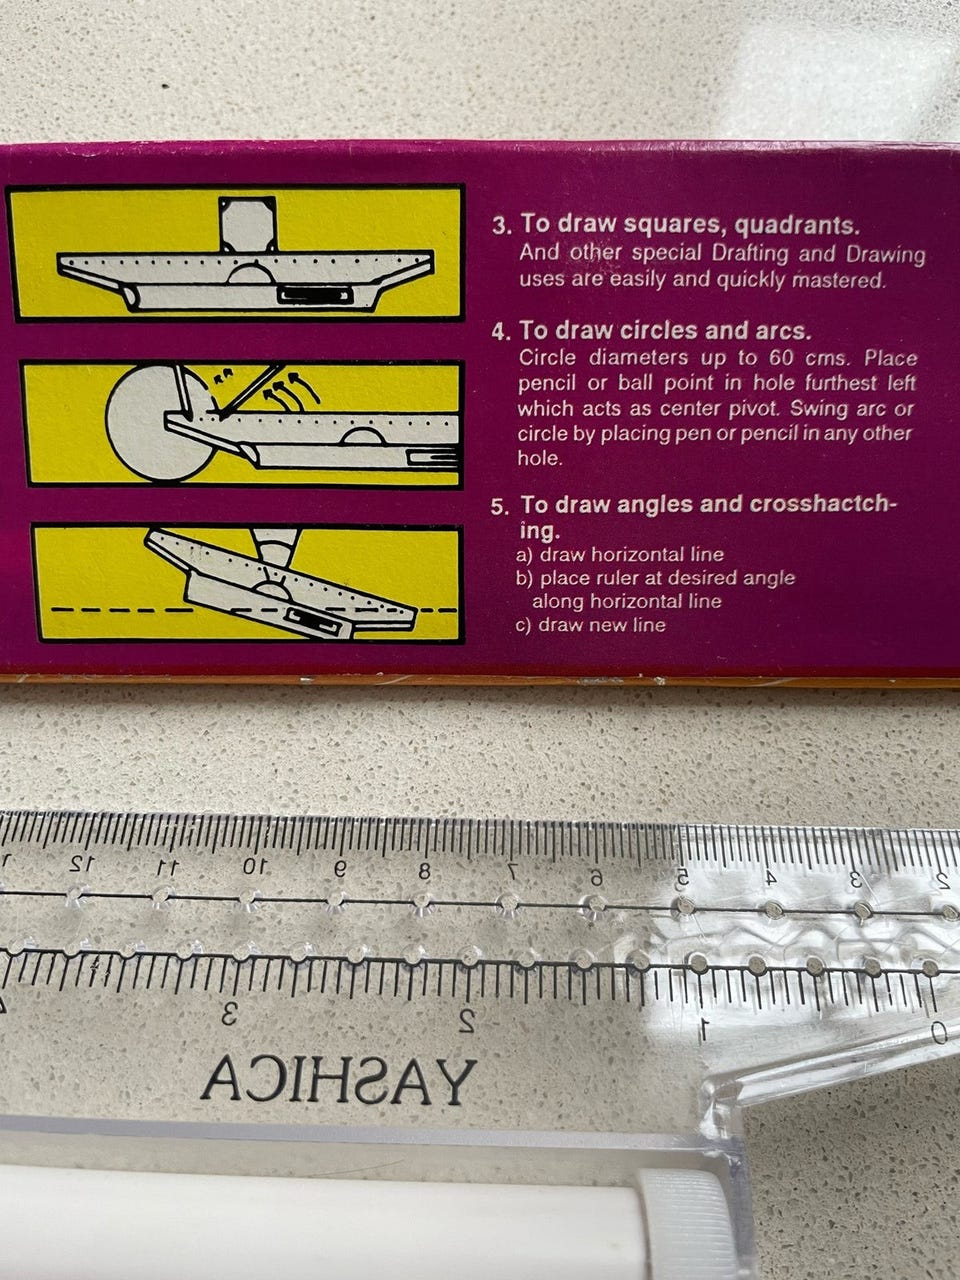 3. To draw squares, quadrants.
And other special Drafting and Drawing
uses are easily and quickly mastered.
4. To draw circles and arcs.
Circle diameters up to 60 cms. Place
pencil or ball point in hole furthest left
which acts as center pivot. Swing arc or
circle by placing pen or pencil in any other
hole.
5. To draw angles and crosshactch-
ing.
a) draw horizontal line
b) place ruler at desired angle
along horizontal line
c) draw new line
12 11 10 9 8 7 6 5 4 3 2
3 2 1 0
YASHICA